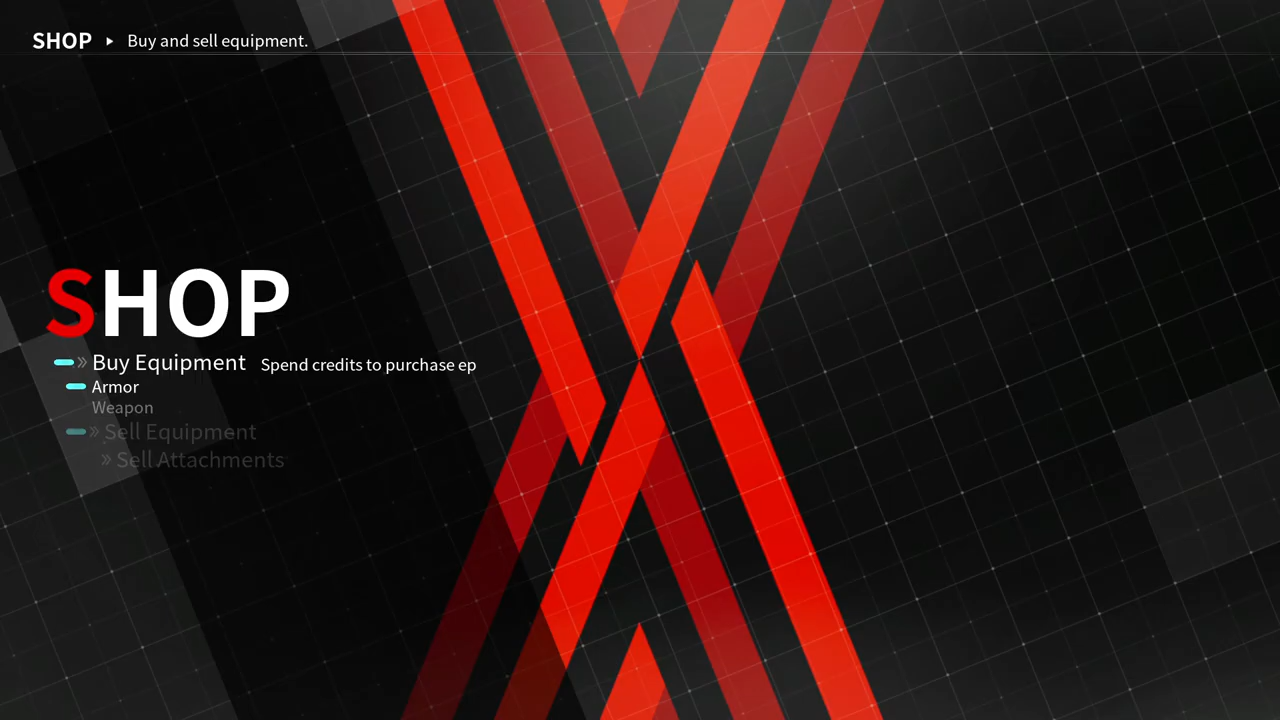 SHOP ▶ Buy and sell equipment.
SHOP
» Buy Equipment Spend credits to purchase ep
Armor
Weapon
» Sell Equipment
» Sell Attachments